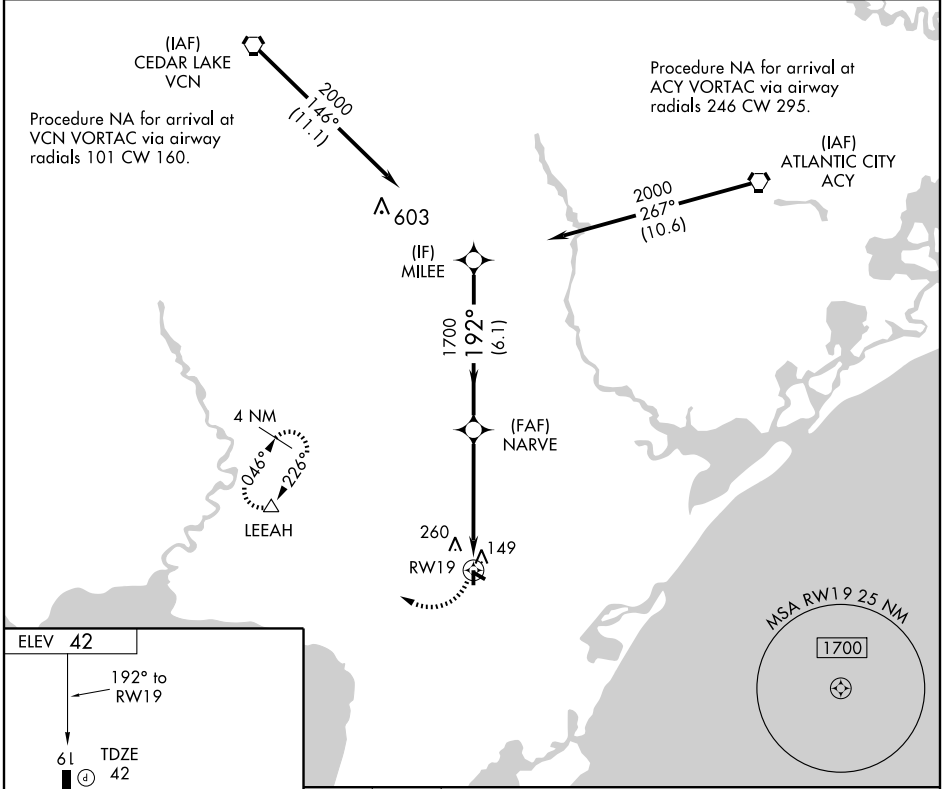 (IAF)
CEDAR LAKE
VCN
2000
146°
(11.1)
Procedure NA for arrival at
VCN VORTAC via airway
radials 101 CW 160.
Procedure NA for arrival at
ACY VORTAC via airway
radials 246 CW 295.
(IAF)
ATLANTIC CITY
ACY
2000
267°
(10.6)
603
(IF)
MILEE
1700
192°
(6.1)
(FAF)
NARVE
4 NM
046°
226°
LEEAH
260
149
RW19
MSA RW19 25 NM
1700
ELEV 42
192° to
RW19
19
TDZE
42
P